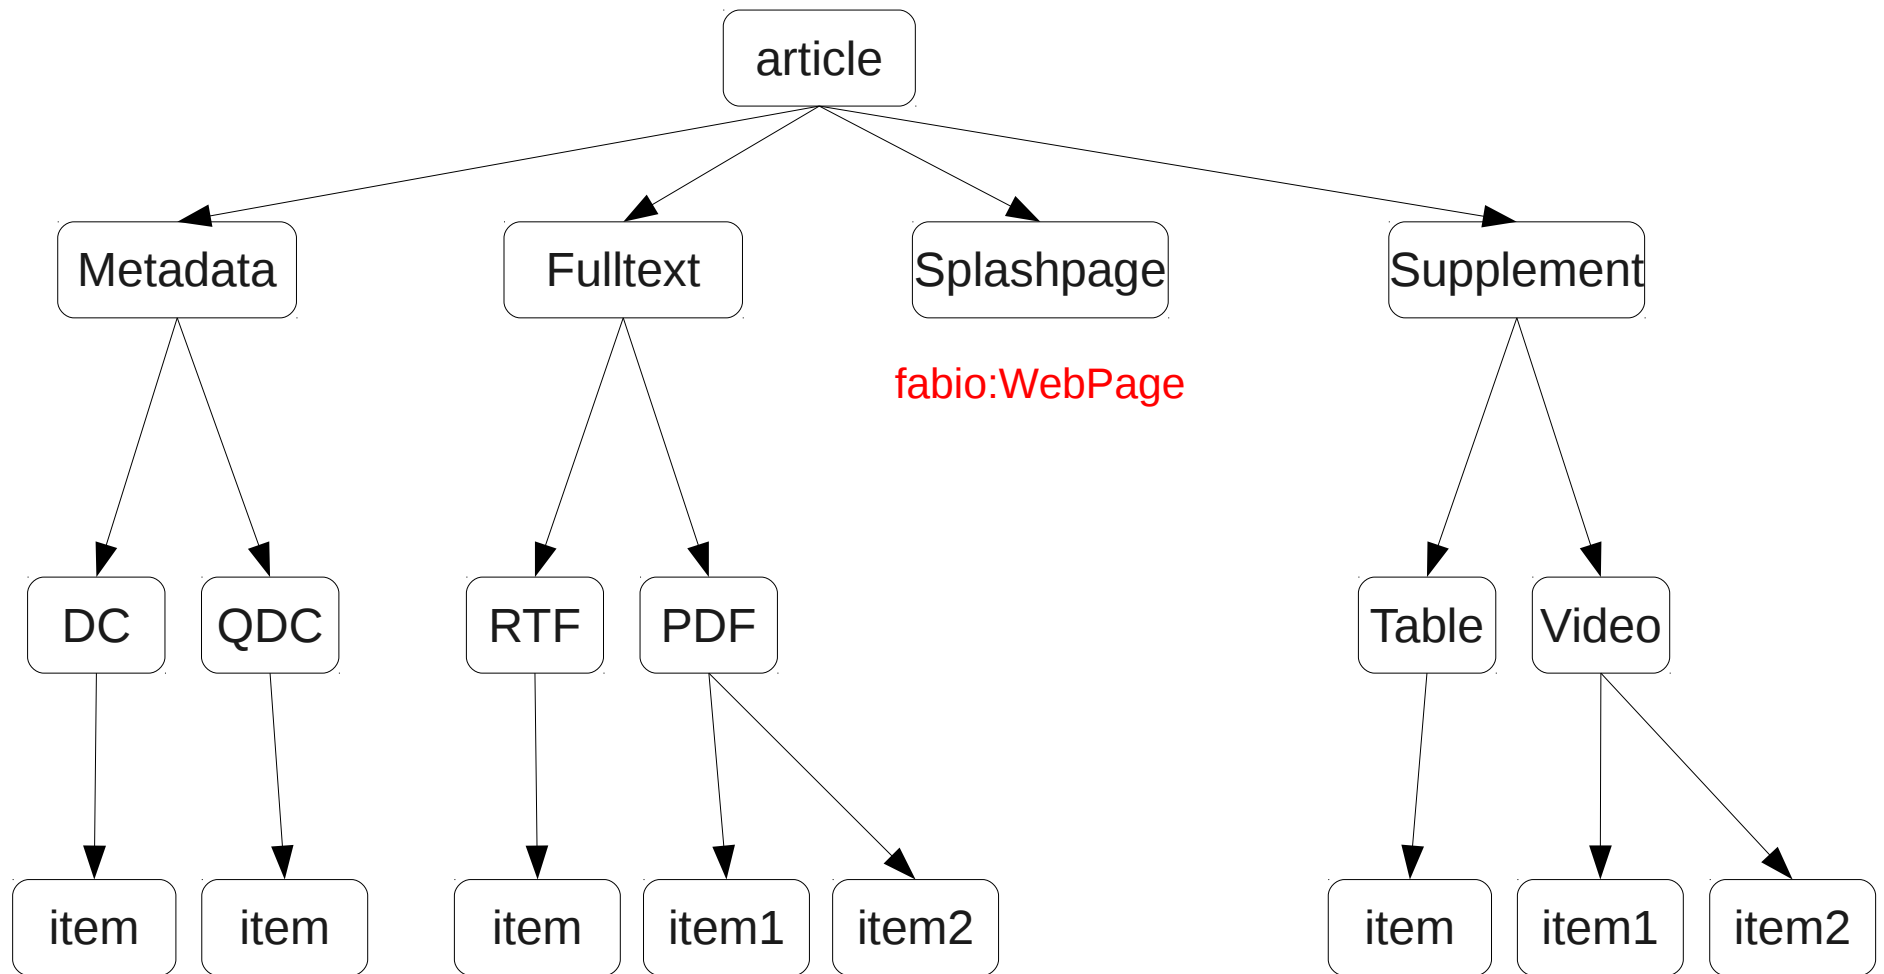 article
Metadata
Fulltext
Splashpage
Supplement
fabio:WebPage
DC
QDC
RTF
PDF
Table
Video
item
item
item
item1
item2
item
item1
item2